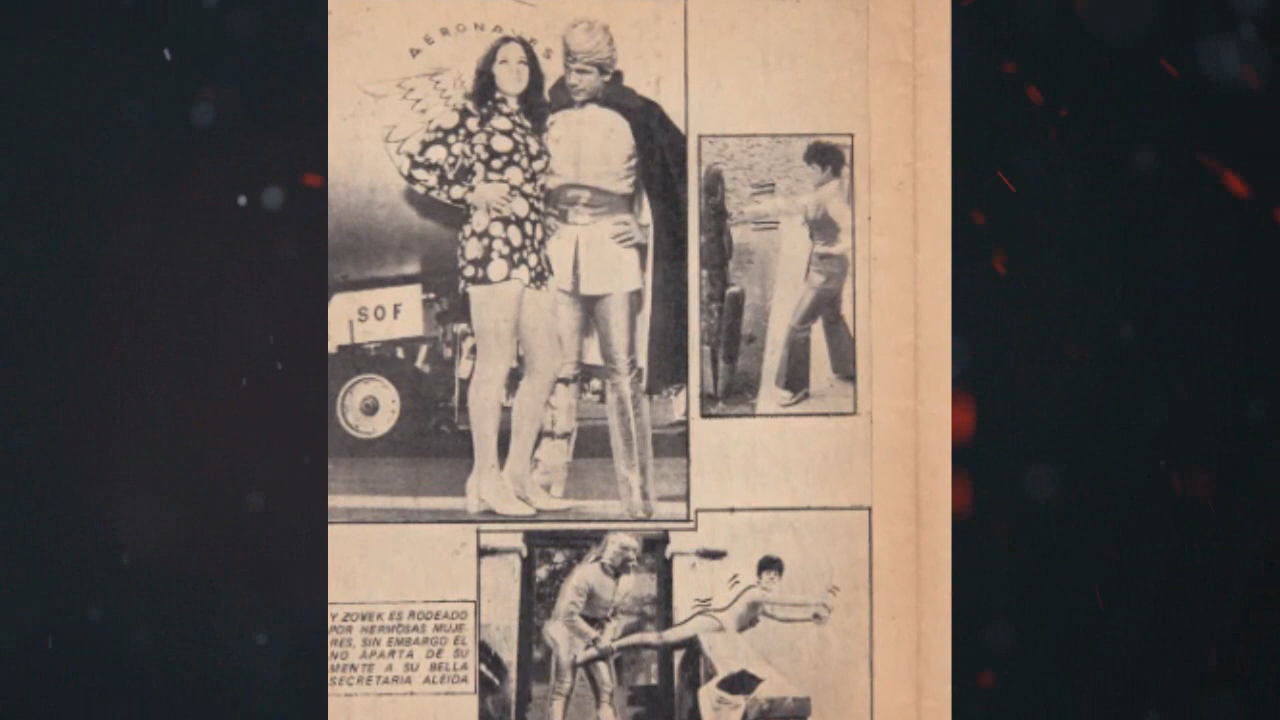 AERONAVES
SOF
Y ZOVEK ES RODEADO
POR HERMOSAS MUJE-
RES, SIN EMBARGO EL
NO APARTA DE SU
MENTE A SU BELLA
SECRETARIA ALEIDA